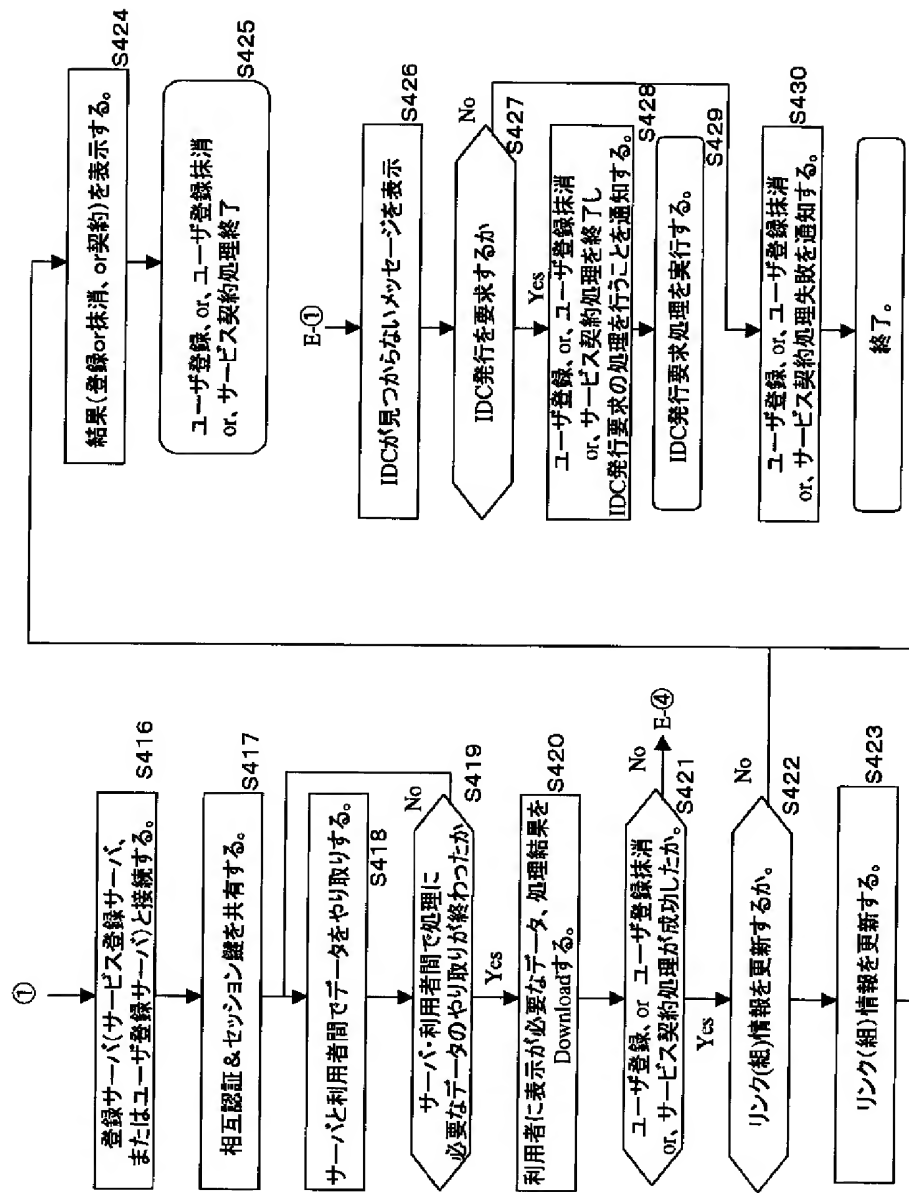 ①
登録サーバ(サービス登録サーバ、
またはユーザ登録サーバ)と接続する。
S416
相互認証&セッション鍵を共有する。
S417
サーバと利用者間でデータをやり取りする。
S418
サーバ・利用者間で処理に
必要なデータのやり取りが終わったか
No
S419
Yes
利用者に表示が必要なデータ、処理結果を
Downloadする。
S420
ユーザ登録、or ユーザ登録抹消
or、サービス契約処理が成功したか。
No
E-④
S421
Yes
リンク(組)情報を更新するか。
No
S422
リンク(組)情報を更新する。
S423
結果(登録or抹消、or契約)を表示する。
S424
ユーザ登録、or、ユーザ登録抹消
or、サービス契約処理終了
S425
E-①
IDCが見つからないメッセージを表示
S426
IDC発行を要求するか
No
S427
Yes
ユーザ登録、or、ユーザ登録抹消
or、サービス契約処理を終了し
IDC発行要求の処理を行うことを通知する。
S428
IDC発行要求処理を実行する。
S429
ユーザ登録、or、ユーザ登録抹消
or、サービス契約処理失敗を通知する。
S430
終了。